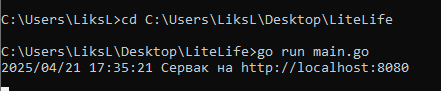 C:\Users\LiksL>cd C:\Users\LiksL\Desktop\LiteLife
C:\Users\LiksL\Desktop\LiteLife>go run main.go
2025/04/21 17:35:21 Сервак на http://localhost:8080